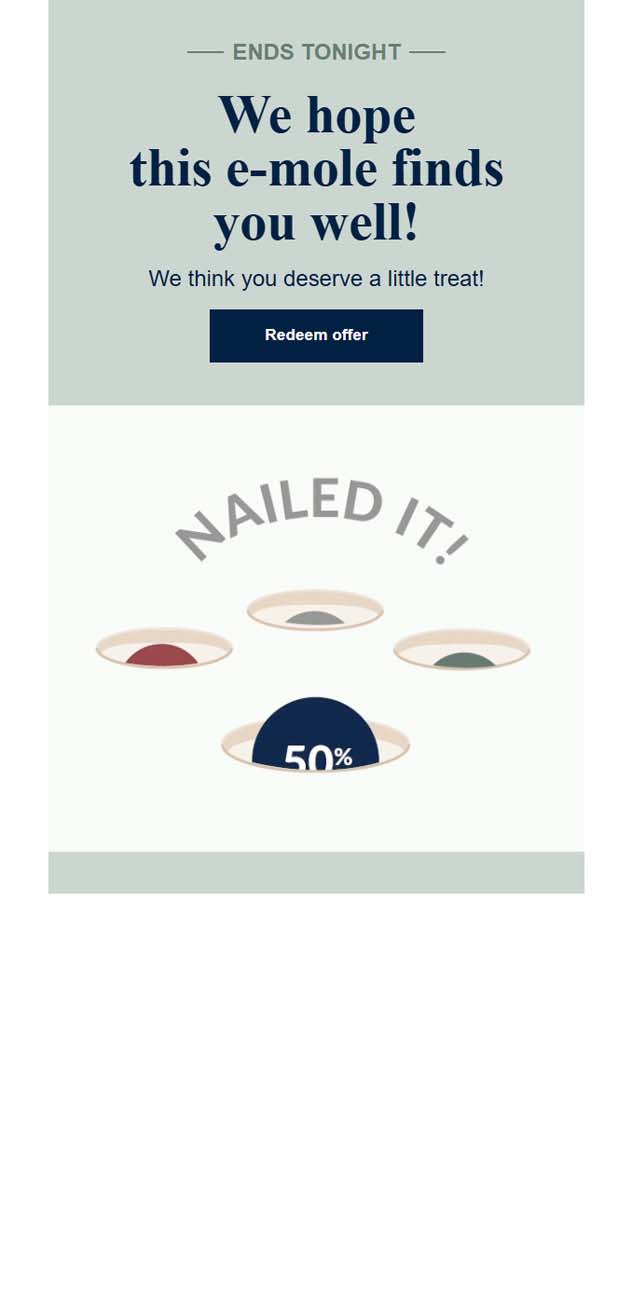 ENDS TONIGHT
We hope
this e-mole finds
you well!
We think you deserve a little treat!
Redeem offer
NAILED IT!
50%